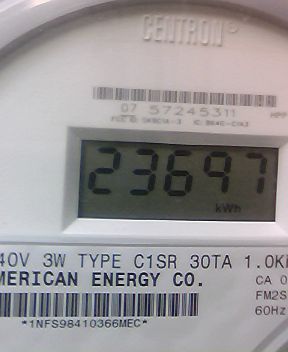 CENTRON®
07 57245311
23697
kWh
40V 3W TYPE C1SR 30TA 1.0K
MERICAN ENERGY CO.
CA 0
FM2S
60Hz
*1NFS98410366MEC*